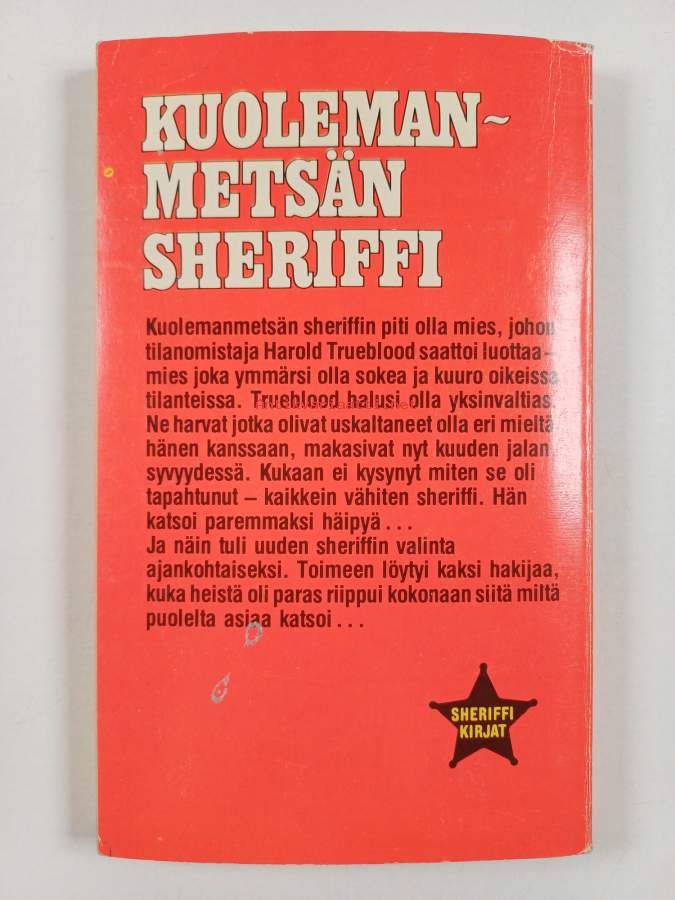 KUOLEMAN~
METSÄN
SHERIFFI
Kuolemanmetsän sheriffin piti olla mies, johon
tilanomistaja Harold Trueblood saattoi luottaa –
mies joka ymmärsi olla sokea ja kuuro oikeissa
tilanteissa. Trueblood halusi olla yksinvaltias.
Ne harvat jotka olivat uskaltaneet olla eri mieltä
hänen kanssaan, makasivat nyt kuuden jalan
syvyydessä. Kukaan ei kysynyt miten se oli
tapahtunut – kaikkein vähiten sheriffi. Hän
katsoi paremmaksi häipyä . . .
Ja näin tuli uuden sheriffin valinta
ajankohtaiseksi. Toimeen löytyi kaksi hakijaa,
kuka heistä oli paras riippui kokonaan siitä miltä
puolelta asiaa katsoi . . .
SHERIFFI
KIRJAT